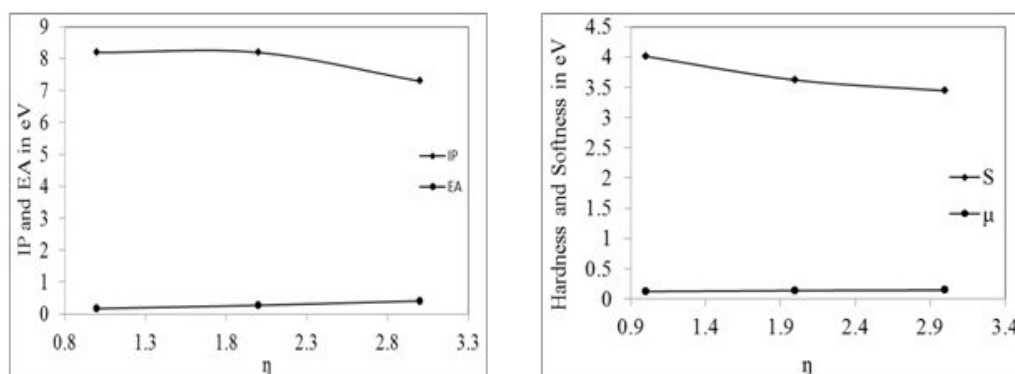 IP and EA in eV
9
8
7
6
5
4
3
2
1
0
0.8 1.3 1.8 2.3 2.8 3.3
η
IP
EA
Hardness and Softness in eV
4.5
4
3.5
3
2.5
2
1.5
1
0.5
0
0.9 1.4 1.9 2.4 2.9 3.4
η
S
μ